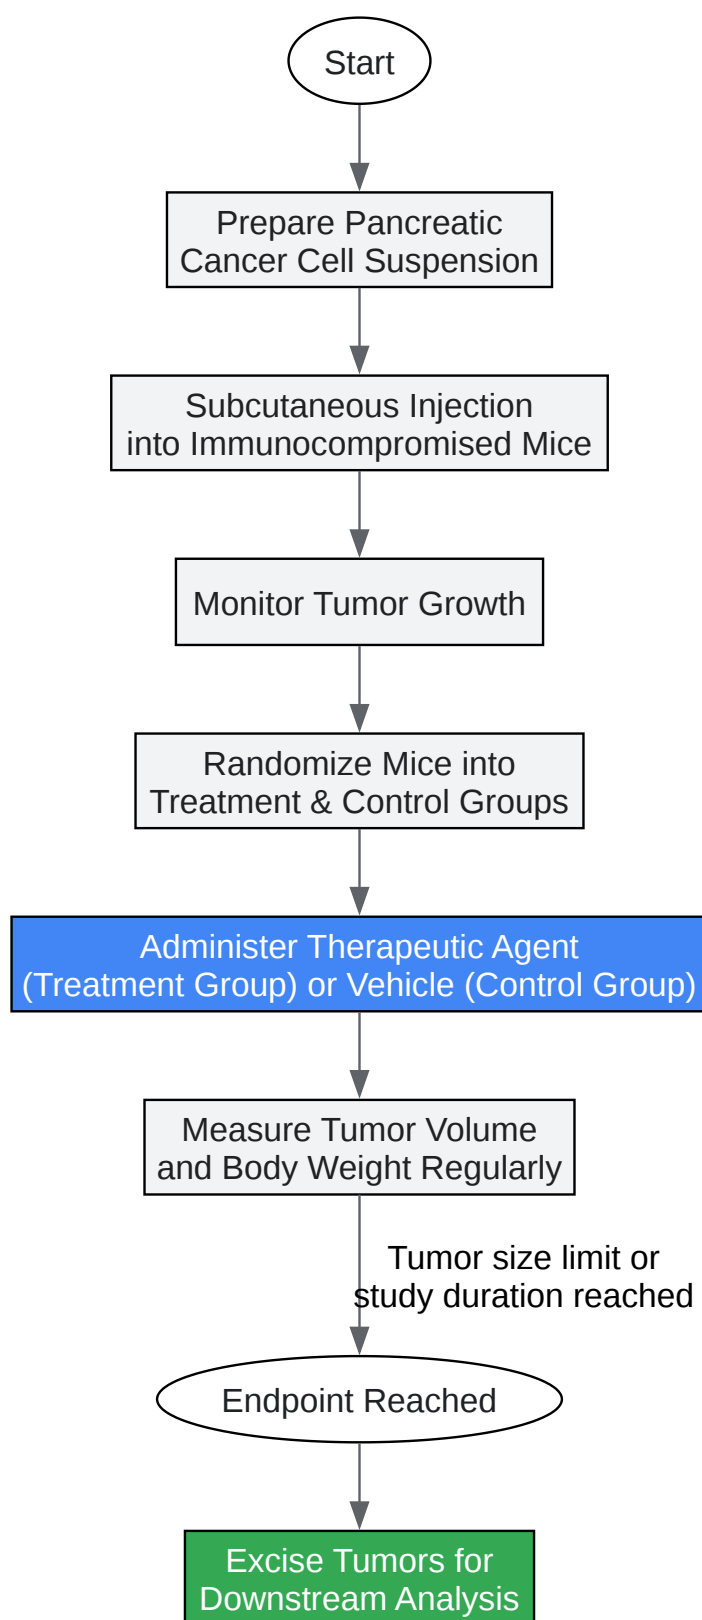 Start
Prepare Pancreatic
Cancer Cell Suspension
Subcutaneous Injection
into Immunocompromised Mice
Monitor Tumor Growth
Randomize Mice into
Treatment & Control Groups
Administer Therapeutic Agent
(Treatment Group) or Vehicle (Control Group)
Measure Tumor Volume
and Body Weight Regularly
Tumor size limit or
study duration reached
Endpoint Reached
Excise Tumors for
Downstream Analysis